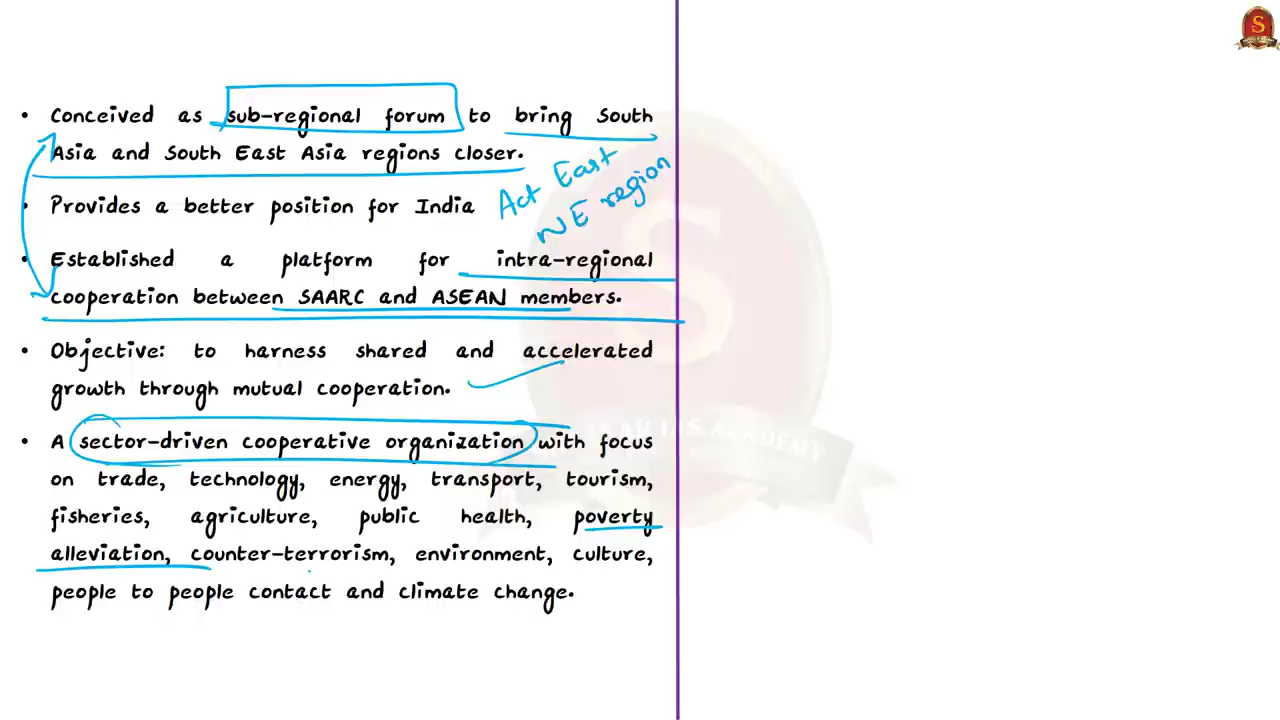 • Conceived as sub-regional forum to bring South
Asia and South East Asia regions closer.
Act East
• Provides a better position for India
NE region
• Established a platform for intra-regional
cooperation between SAARC and ASEAN members.
• Objective: to harness shared and accelerated
growth through mutual cooperation.
• A sector-driven cooperative organization with focus
on trade, technology, energy, transport, tourism,
fisheries, agriculture, public health, poverty
alleviation, counter-terrorism, environment, culture,
people to people contact and climate change.
S